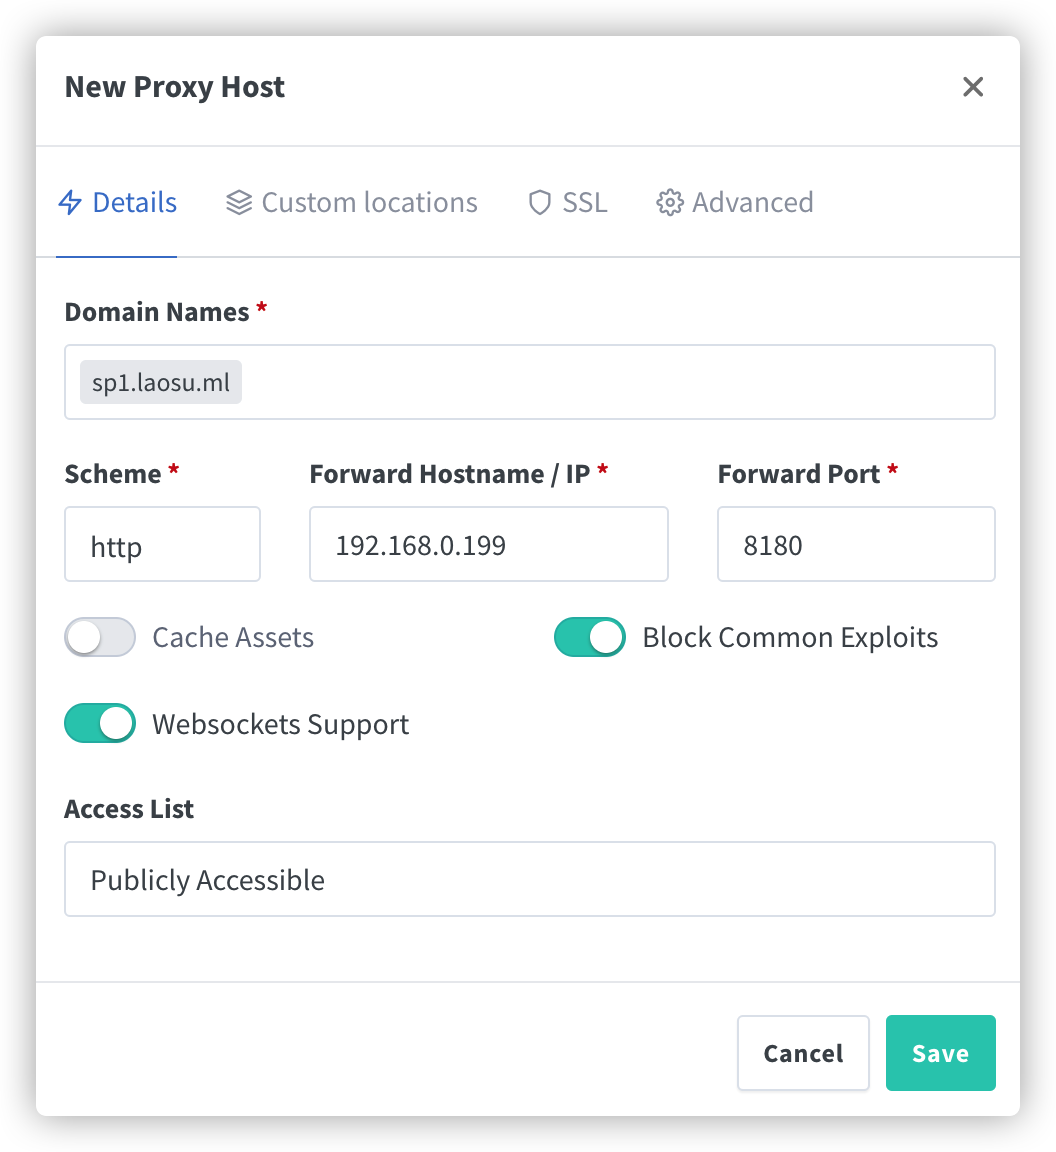 New Proxy Host
Details Custom locations SSL Advanced
Domain Names *
sp1.laosu.ml
Scheme * Forward Hostname / IP * Forward Port *
http 192.168.0.199 8180
Cache Assets Block Common Exploits
Websockets Support
Access List
Publicly Accessible
Cancel Save